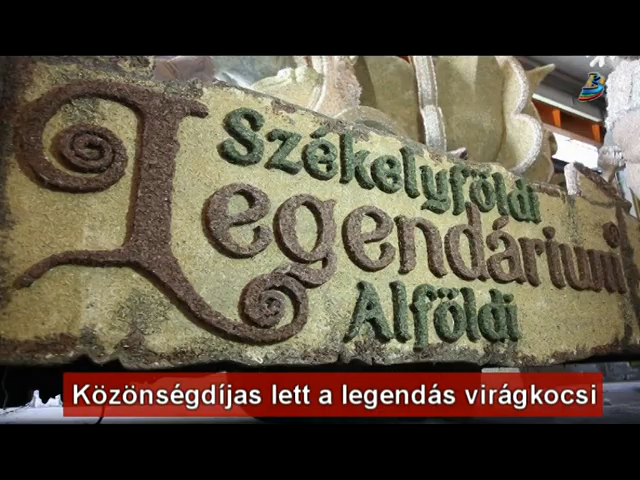 Székelyföldi
Legendárium
Alföldi
Közönségdíjas lett a legendás virágkocsi